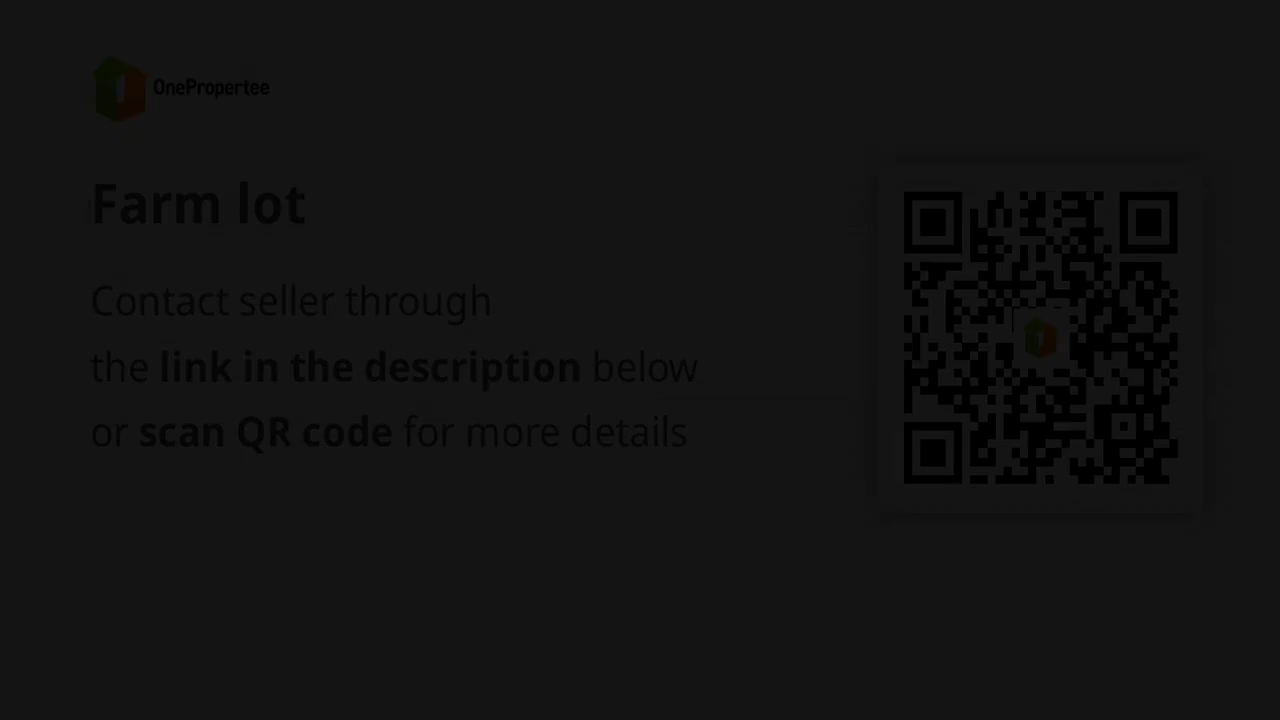 OnePropertee
Farm lot
Contact seller through
the link in the description below
or scan QR code for more details